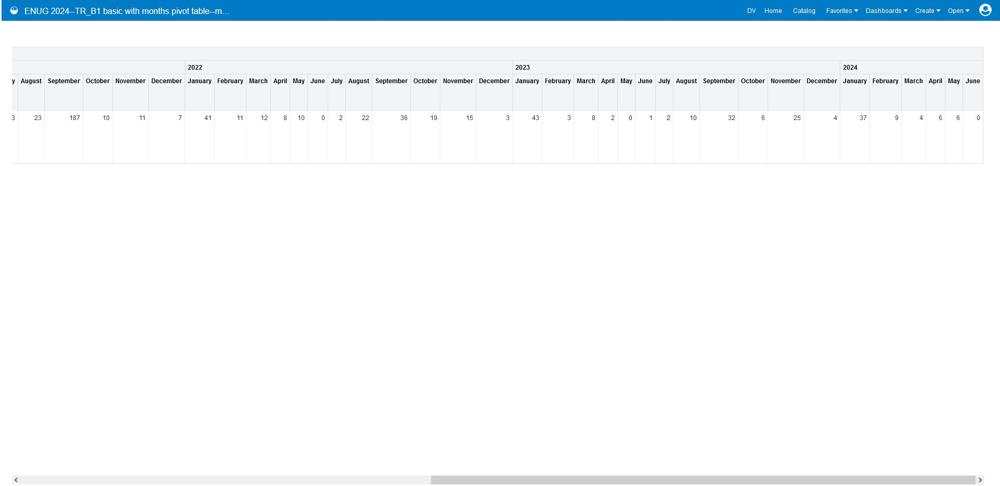 ENUG 2024--TR_B1 basic with months pivot table--m... DV Home Catalog Favorites Dashboards Create Open
2022 2023 2024
y August September October November December January February March April May June July August September October November December January February March April May June July August September October November December January February March April May June
3 23 187 10 11 7 41 11 12 8 10 0 2 22 36 19 15 3 43 3 8 2 0 1 2 10 32 6 25 4 37 9 4 6 6 0